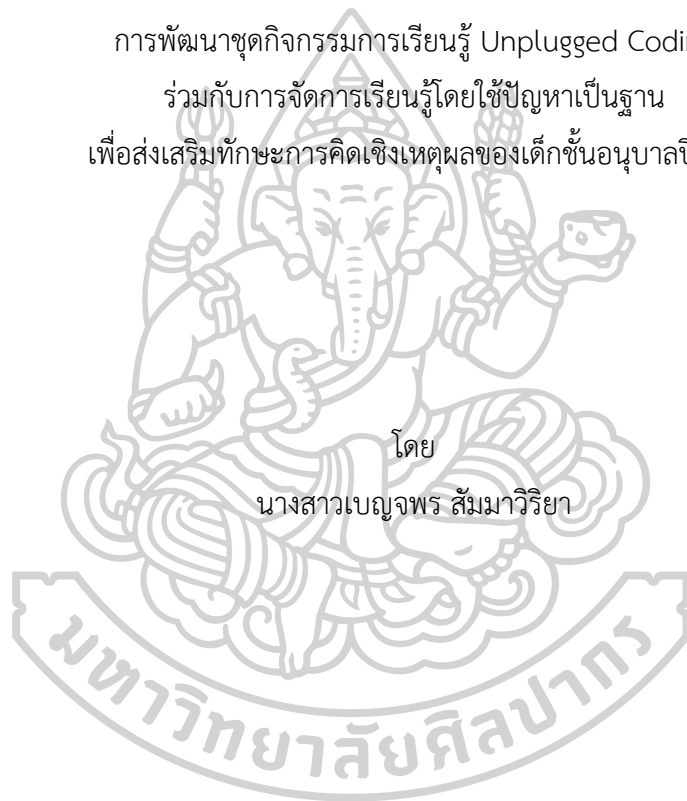 การพัฒนาชุดกิจกรรมการเรียนรู้ Unplugged
ร่วมกับการจัดการเรียนรู้โดยใช้ปัญหาเป็นฐาน
เพื่อส่งเสริมทักษะการคิดเชิงเหตุผลของเด็กชั้นอนุบาล
โดย
นางสาวเบญจพร สัมมาวิริยา
มหาวิทยาลัยศิลปากร